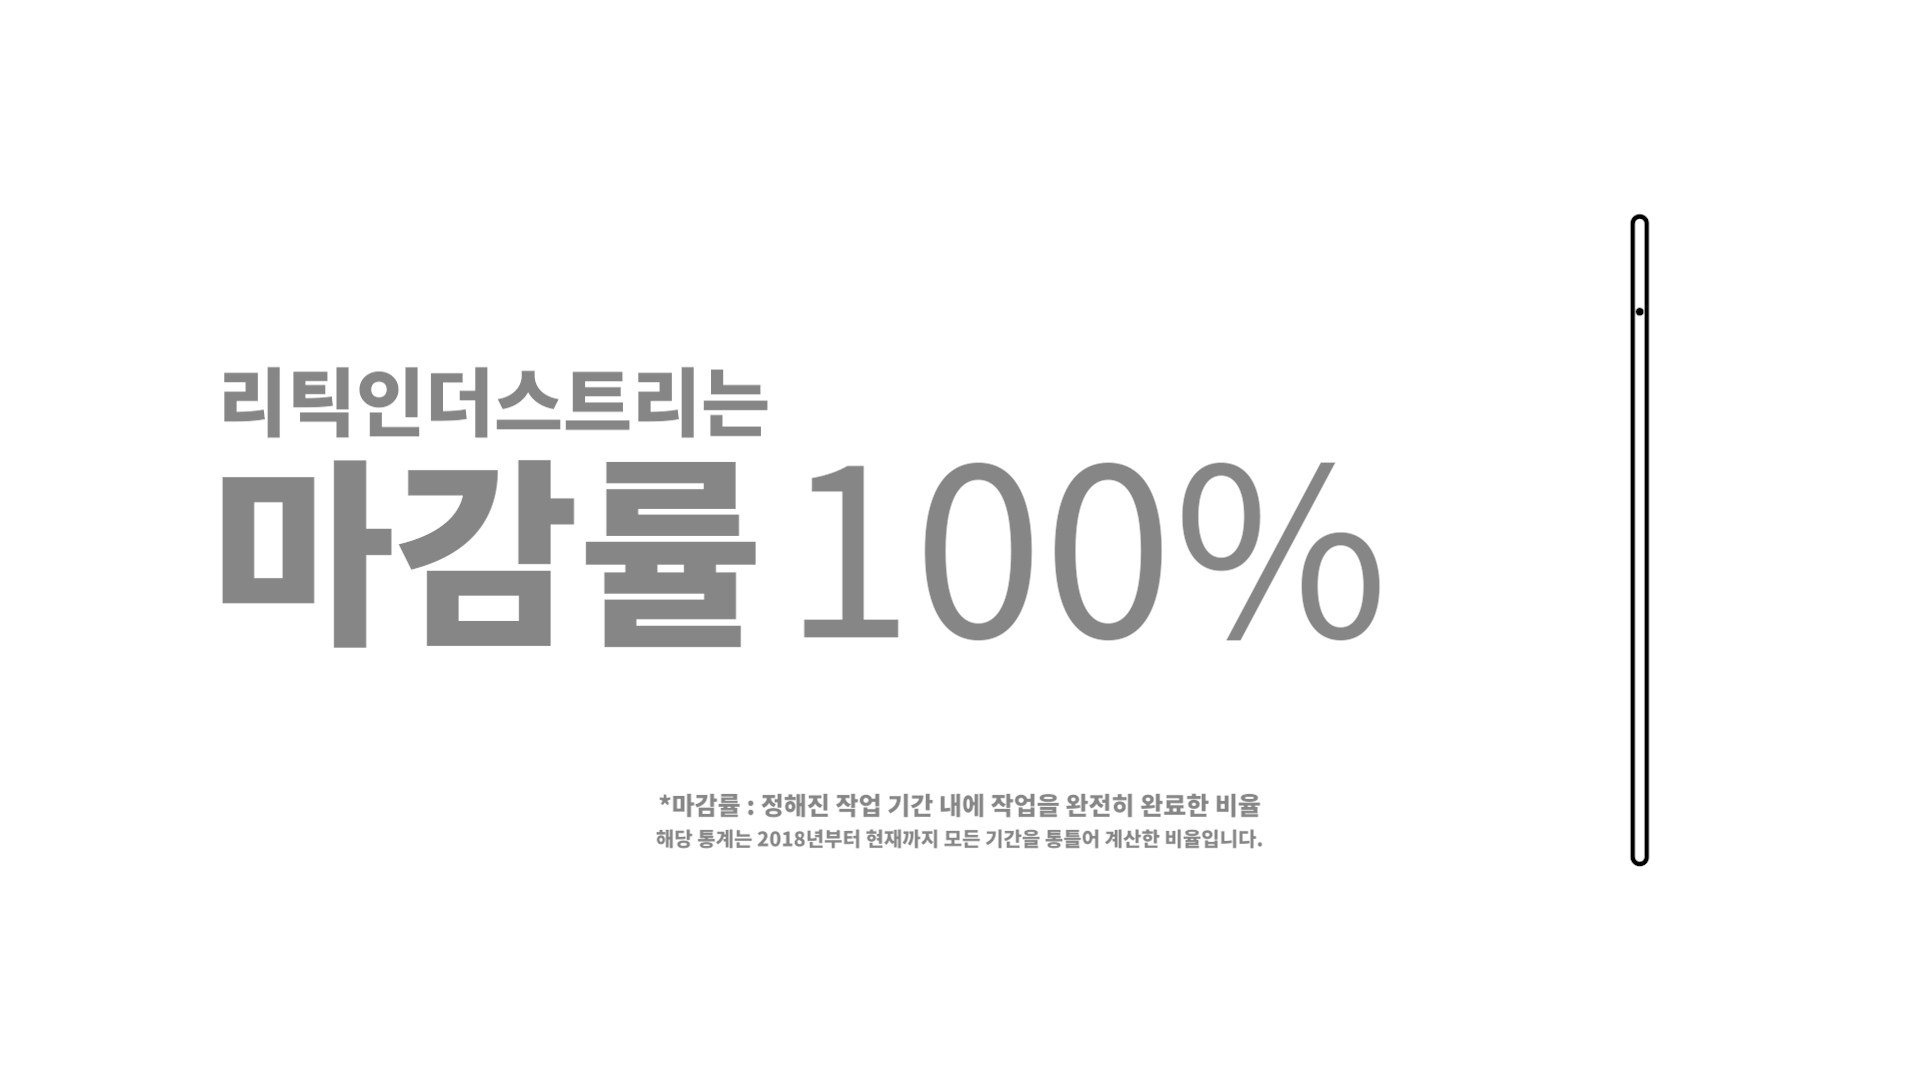 리틱인더스트리는
마감률 100%
*마감률 : 정해진 작업 기간 내에 작업을 완전히 완료한 비율
해당 통계는 2018년부터 현재까지 모든 기간을 통틀어 계산한 비율입니다.